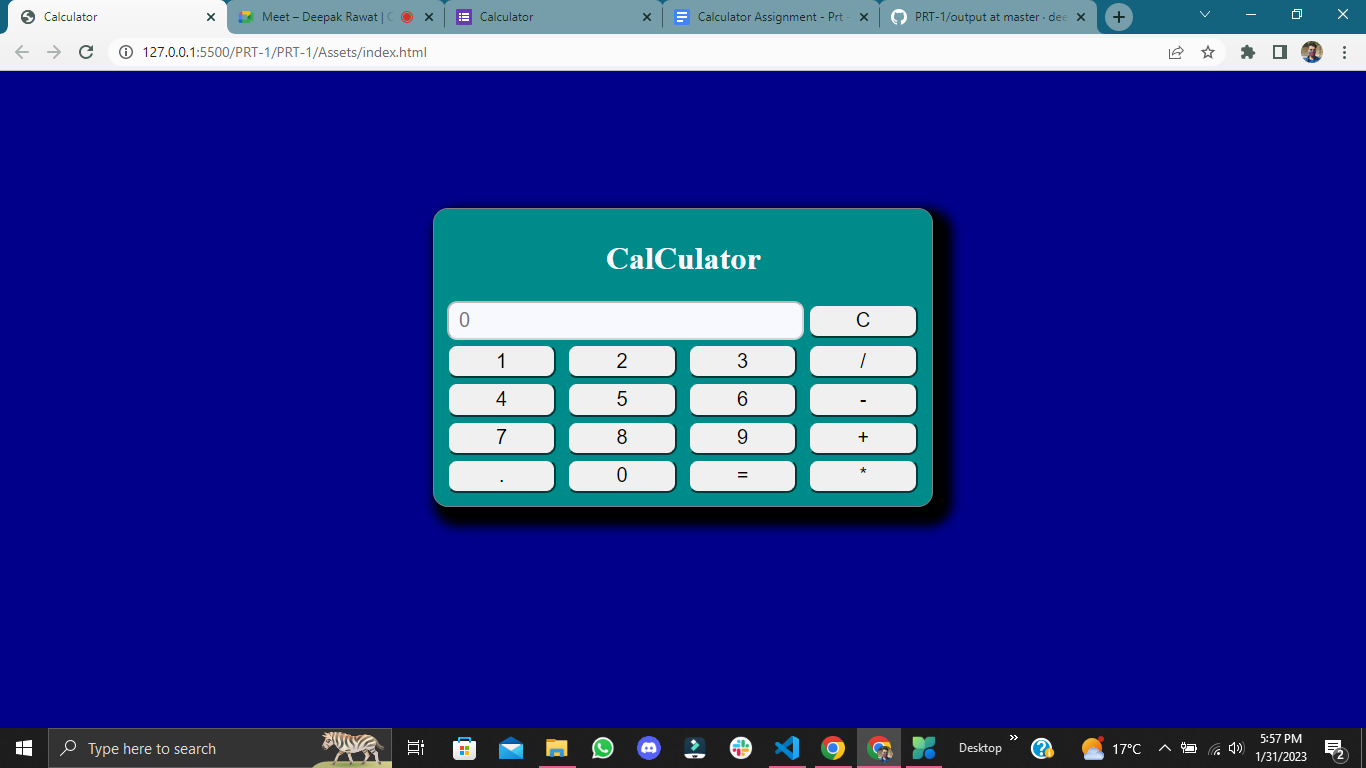 Calculator
Meet – Deepak Rawat | C
Calculator
Calculator Assignment - Prt -
PRT-1/output at master · dee
127.0.0.1:5500/PRT-1/PRT-1/Assets/index.html
CalCulator
0 C
1 2 3 /
4 5 6 -
7 8 9 +
. 0 = *
Type here to search
Desktop
17°C
5:57 PM
1/31/2023
2